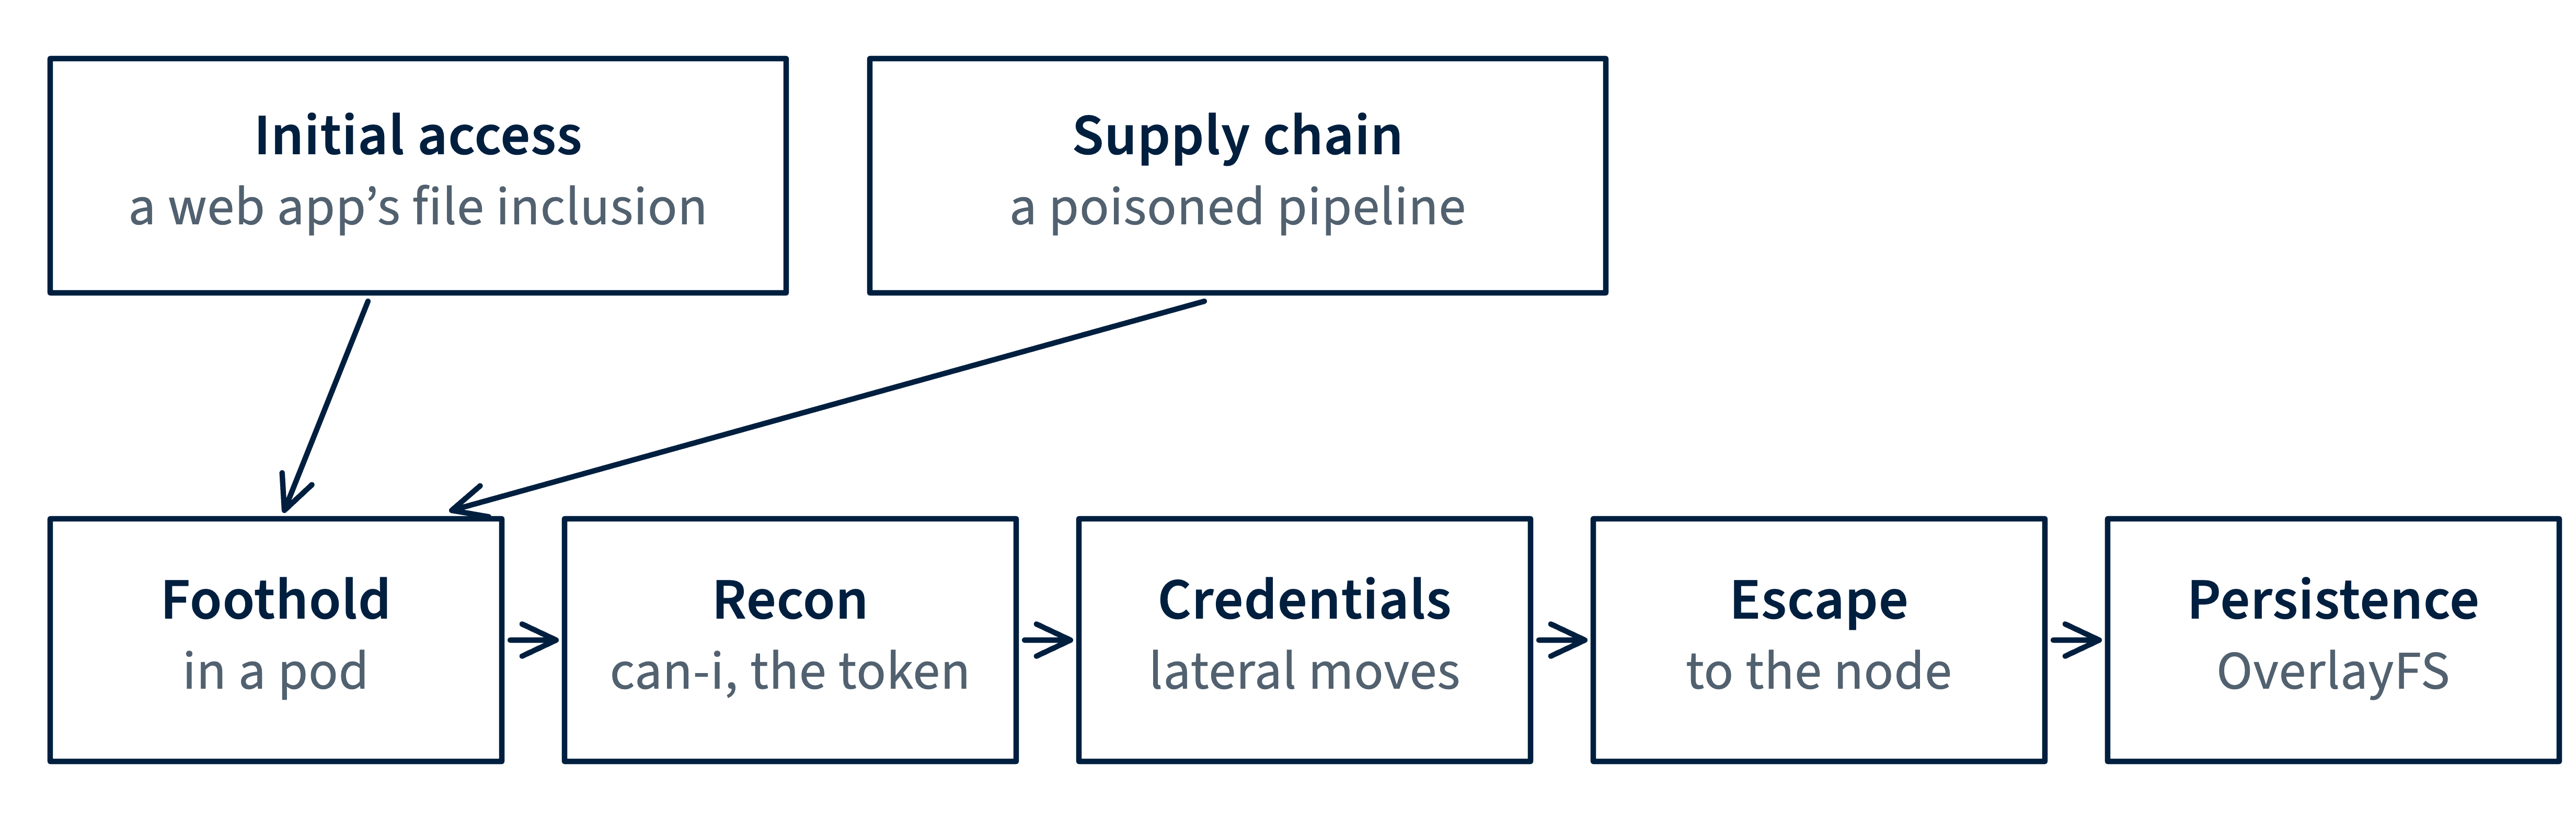 Initial access
a web app’s file inclusion
Supply chain
a poisoned pipeline
Foothold
in a pod
Recon
can-i, the token
Credentials
lateral moves
Escape
to the node
Persistence
OverlayFS